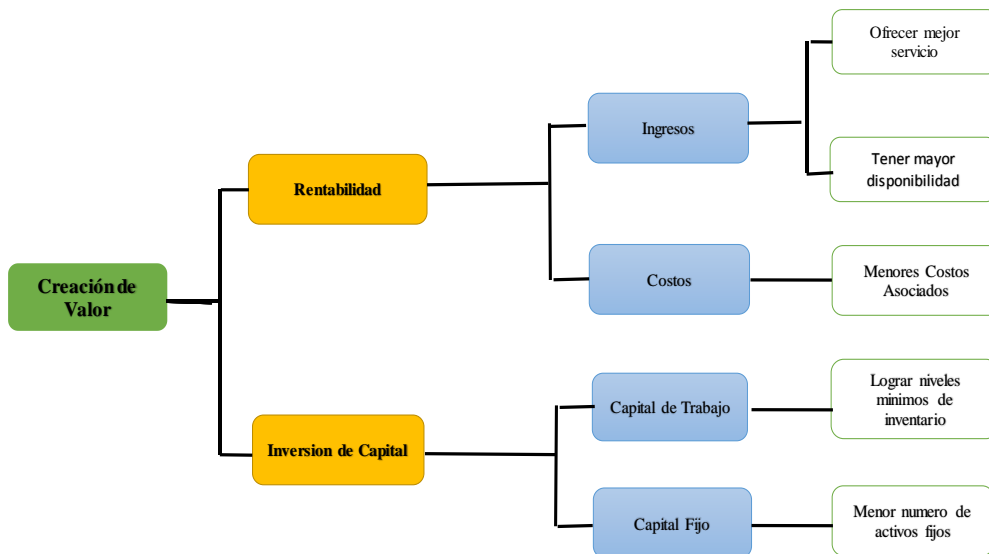 Ofrecer mejor
servicio
Ingresos
Tener mayor
disponibilidad
Rentabilidad
Creación de
Valor
Costos
Menores Costos
Asociados
Lograr niveles
minimos de
inventario
Capital de Trabajo
Inversion de Capital
Capital Fijo
Menor numero de
activos fijos